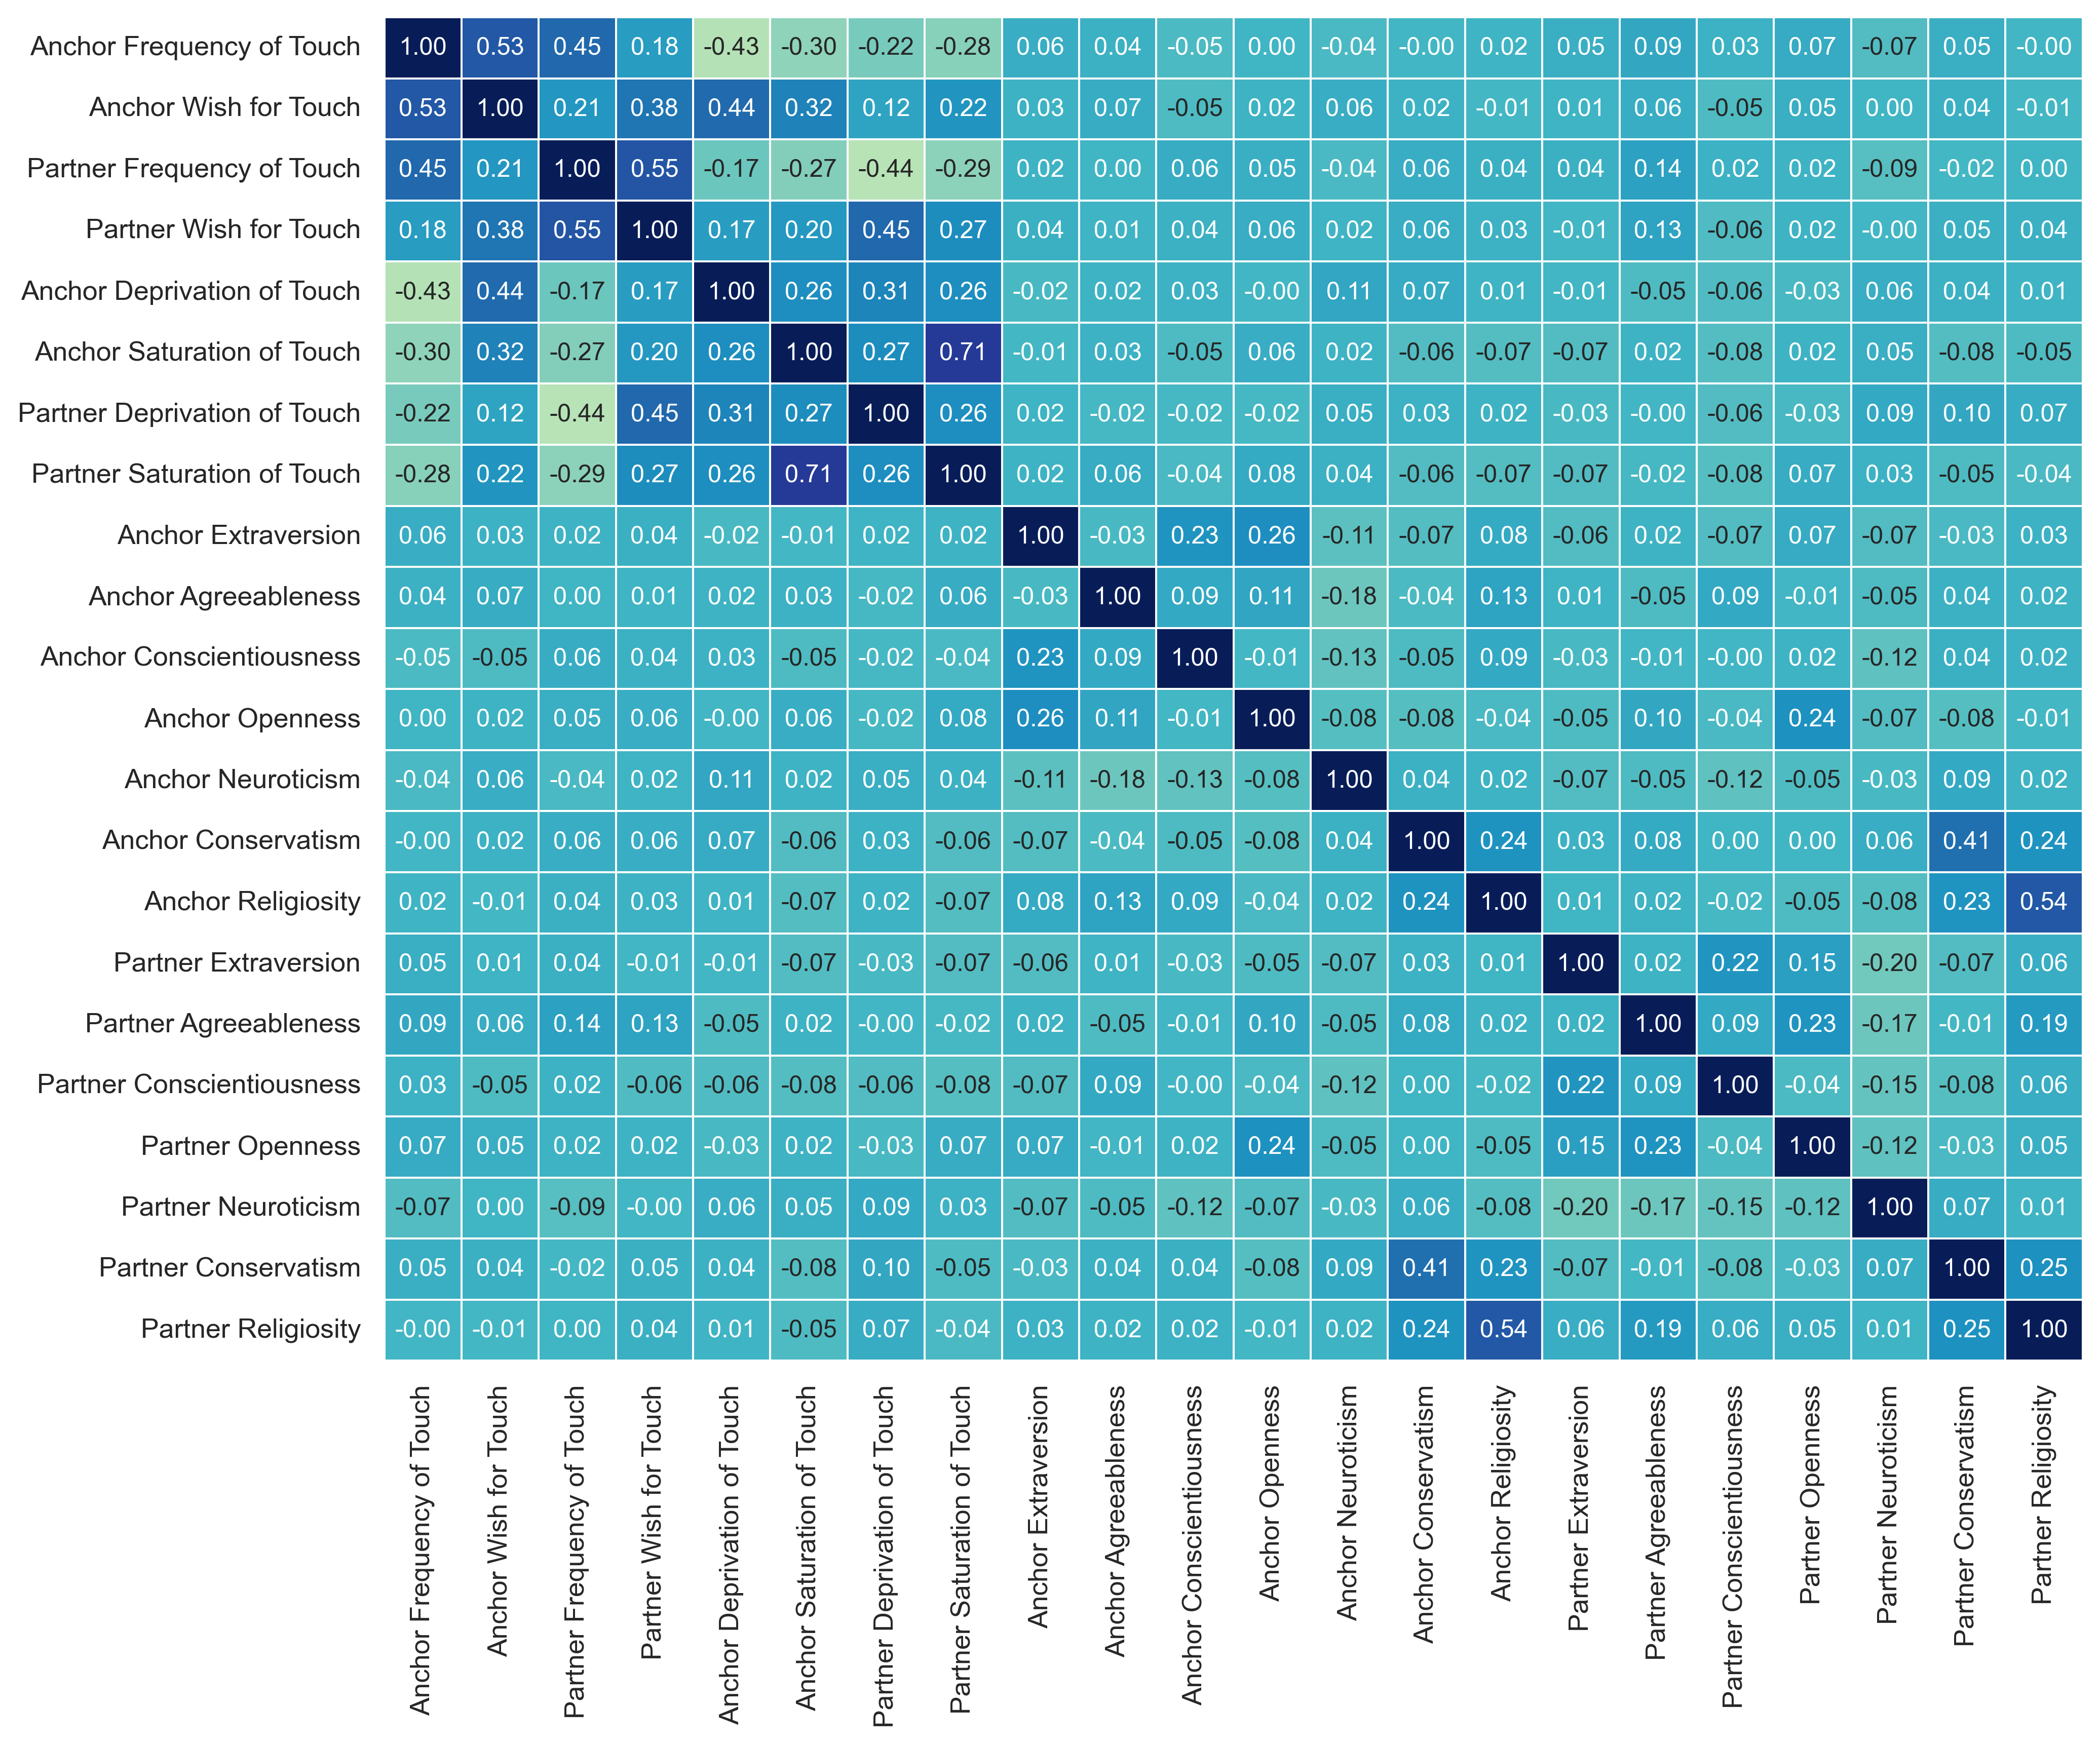 Anchor Frequency of Touch 1.00 0.53 0.45 0.18 -0.43 -0.30 -0.22 -0.28 0.06 0.04 -0.05 0.00 -0.04 -0.00 0.02 0.05 0.09 0.03 0.07 -0.07 0.05 -0.00
Anchor Wish for Touch 0.53 1.00 0.21 0.38 0.44 0.32 0.12 0.22 0.03 0.07 -0.05 0.02 0.06 0.02 -0.01 0.01 0.06 -0.05 0.05 0.00 0.04 -0.01
Partner Frequency of Touch 0.45 0.21 1.00 0.55 -0.17 -0.27 -0.44 -0.29 0.02 0.00 0.06 0.05 -0.04 0.06 0.04 0.04 0.14 0.02 0.02 -0.09 -0.02 0.00
Partner Wish for Touch 0.18 0.38 0.55 1.00 0.17 0.20 0.45 0.27 0.04 0.01 0.04 0.06 0.02 0.06 0.03 -0.01 0.13 -0.06 0.02 -0.00 0.05 0.04
Anchor Deprivation of Touch -0.43 0.44 -0.17 0.17 1.00 0.26 0.31 0.26 -0.02 0.02 0.03 -0.00 0.11 0.07 0.01 -0.01 -0.05 -0.06 -0.03 0.06 0.04 0.01
Anchor Saturation of Touch -0.30 0.32 -0.27 0.20 0.26 1.00 0.27 0.71 -0.01 0.03 -0.05 0.06 0.02 -0.06 -0.07 -0.07 0.02 -0.08 0.02 0.05 -0.08 -0.05
Partner Deprivation of Touch -0.22 0.12 -0.44 0.45 0.31 0.27 1.00 0.26 0.02 -0.02 -0.02 -0.02 0.05 0.03 0.02 -0.03 -0.00 -0.06 -0.03 0.09 0.10 0.07
Partner Saturation of Touch -0.28 0.22 -0.29 0.27 0.26 0.71 0.26 1.00 0.02 0.06 -0.04 0.08 0.04 -0.06 -0.07 -0.07 -0.02 -0.08 0.07 0.03 -0.05 -0.04
Anchor Extraversion 0.06 0.03 0.02 0.04 -0.02 -0.01 0.02 0.02 1.00 -0.03 0.23 0.26 -0.11 -0.07 0.08 -0.06 0.02 -0.07 0.07 -0.07 -0.03 0.03
Anchor Agreeableness 0.04 0.07 0.00 0.01 0.02 0.03 -0.02 0.06 -0.03 1.00 0.09 0.11 -0.18 -0.04 0.13 0.01 -0.05 0.09 -0.01 -0.05 0.04 0.02
Anchor Conscientiousness -0.05 -0.05 0.06 0.04 0.03 -0.05 -0.02 -0.04 0.23 0.09 1.00 -0.01 -0.13 -0.05 0.09 -0.03 -0.01 -0.00 0.02 -0.12 0.04 0.02
Anchor Openness 0.00 0.02 0.05 0.06 -0.00 0.06 -0.02 0.08 0.26 0.11 -0.01 1.00 -0.08 -0.08 -0.04 -0.05 0.10 -0.04 0.24 -0.07 -0.08 -0.01
Anchor Neuroticism -0.04 0.06 -0.04 0.02 0.11 0.02 0.05 0.04 -0.11 -0.18 -0.13 -0.08 1.00 0.04 0.02 -0.07 -0.05 -0.12 -0.05 -0.03 0.09 0.02
Anchor Conservatism -0.00 0.02 0.06 0.06 0.07 -0.06 0.03 -0.06 -0.07 -0.04 -0.05 -0.08 0.04 1.00 0.24 0.03 0.08 0.00 0.00 0.06 0.41 0.24
Anchor Religiosity 0.02 -0.01 0.04 0.03 0.01 -0.07 0.02 -0.07 0.08 0.13 0.09 -0.04 0.02 0.24 1.00 0.01 0.02 -0.02 -0.05 -0.08 0.23 0.54
Partner Extraversion 0.05 0.01 0.04 -0.01 -0.01 -0.07 -0.03 -0.07 -0.06 0.01 -0.03 -0.05 -0.07 0.03 0.01 1.00 0.02 0.22 0.15 -0.20 -0.07 0.06
Partner Agreeableness 0.09 0.06 0.14 0.13 -0.05 0.02 -0.00 -0.02 0.02 -0.05 -0.01 0.10 -0.05 0.08 0.02 0.02 1.00 0.09 0.23 -0.17 -0.01 0.19
Partner Conscientiousness 0.03 -0.05 0.02 -0.06 -0.06 -0.08 -0.06 -0.08 -0.07 0.09 -0.00 -0.04 -0.12 0.00 -0.02 0.22 0.09 1.00 -0.04 -0.15 -0.08 0.06
Partner Openness 0.07 0.05 0.02 0.02 -0.03 0.02 -0.03 0.07 0.07 -0.01 0.02 0.24 -0.05 0.00 -0.05 0.15 0.23 -0.04 1.00 -0.12 -0.03 0.05
Partner Neuroticism -0.07 0.00 -0.09 -0.00 0.06 0.05 0.09 0.03 -0.07 -0.05 -0.12 -0.07 -0.03 0.06 -0.08 -0.20 -0.17 -0.15 -0.12 1.00 0.07 0.01
Partner Conservatism 0.05 0.04 -0.02 0.05 0.04 -0.08 0.10 -0.05 -0.03 0.04 0.04 -0.08 0.09 0.41 0.23 -0.07 -0.01 -0.08 -0.03 0.07 1.00 0.25
Partner Religiosity -0.00 -0.01 0.00 0.04 0.01 -0.05 0.07 -0.04 0.03 0.02 0.02 -0.01 0.02 0.24 0.54 0.06 0.19 0.06 0.05 0.01 0.25 1.00
Anchor Frequency of Touch
Anchor Wish for Touch
Partner Frequency of Touch
Partner Wish for Touch
Anchor Deprivation of Touch
Anchor Saturation of Touch
Partner Deprivation of Touch
Partner Saturation of Touch
Anchor Extraversion
Anchor Agreeableness
Anchor Conscientiousness
Anchor Openness
Anchor Neuroticism
Anchor Conservatism
Anchor Religiosity
Partner Extraversion
Partner Agreeableness
Partner Conscientiousness
Partner Openness
Partner Neuroticism
Partner Conservatism
Partner Religiosity